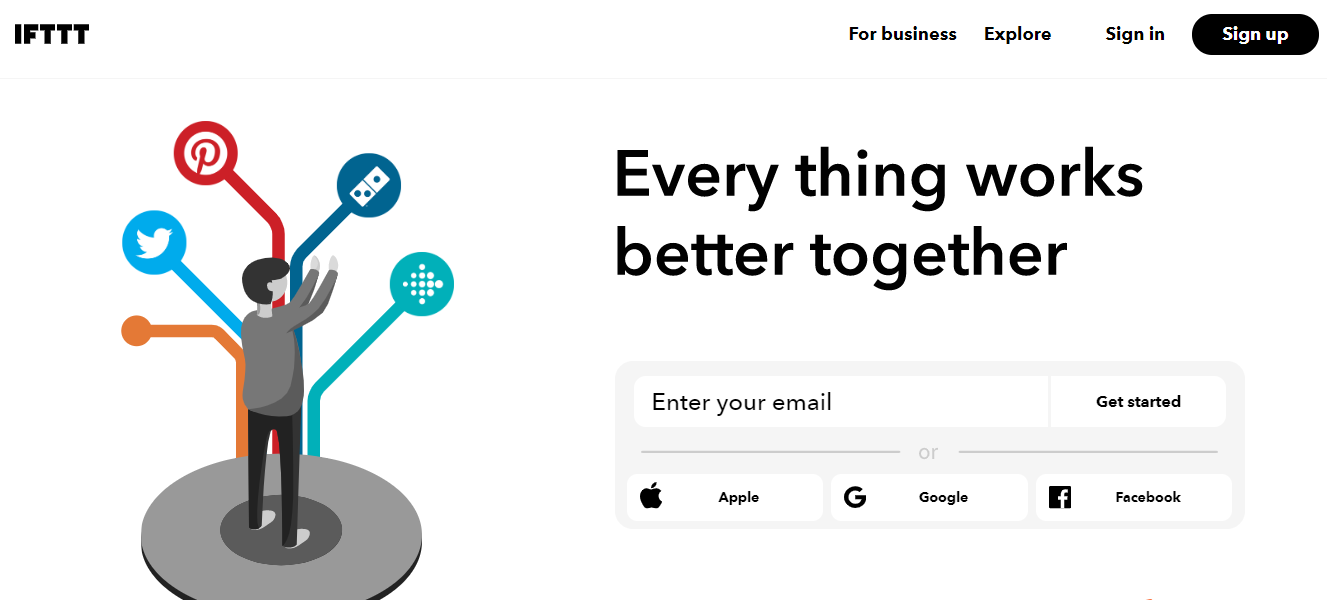 IFTTT
For business
Explore
Sign in
Sign up
Every thing works
better together
Enter your email
Get started
or
Apple
Google
Facebook